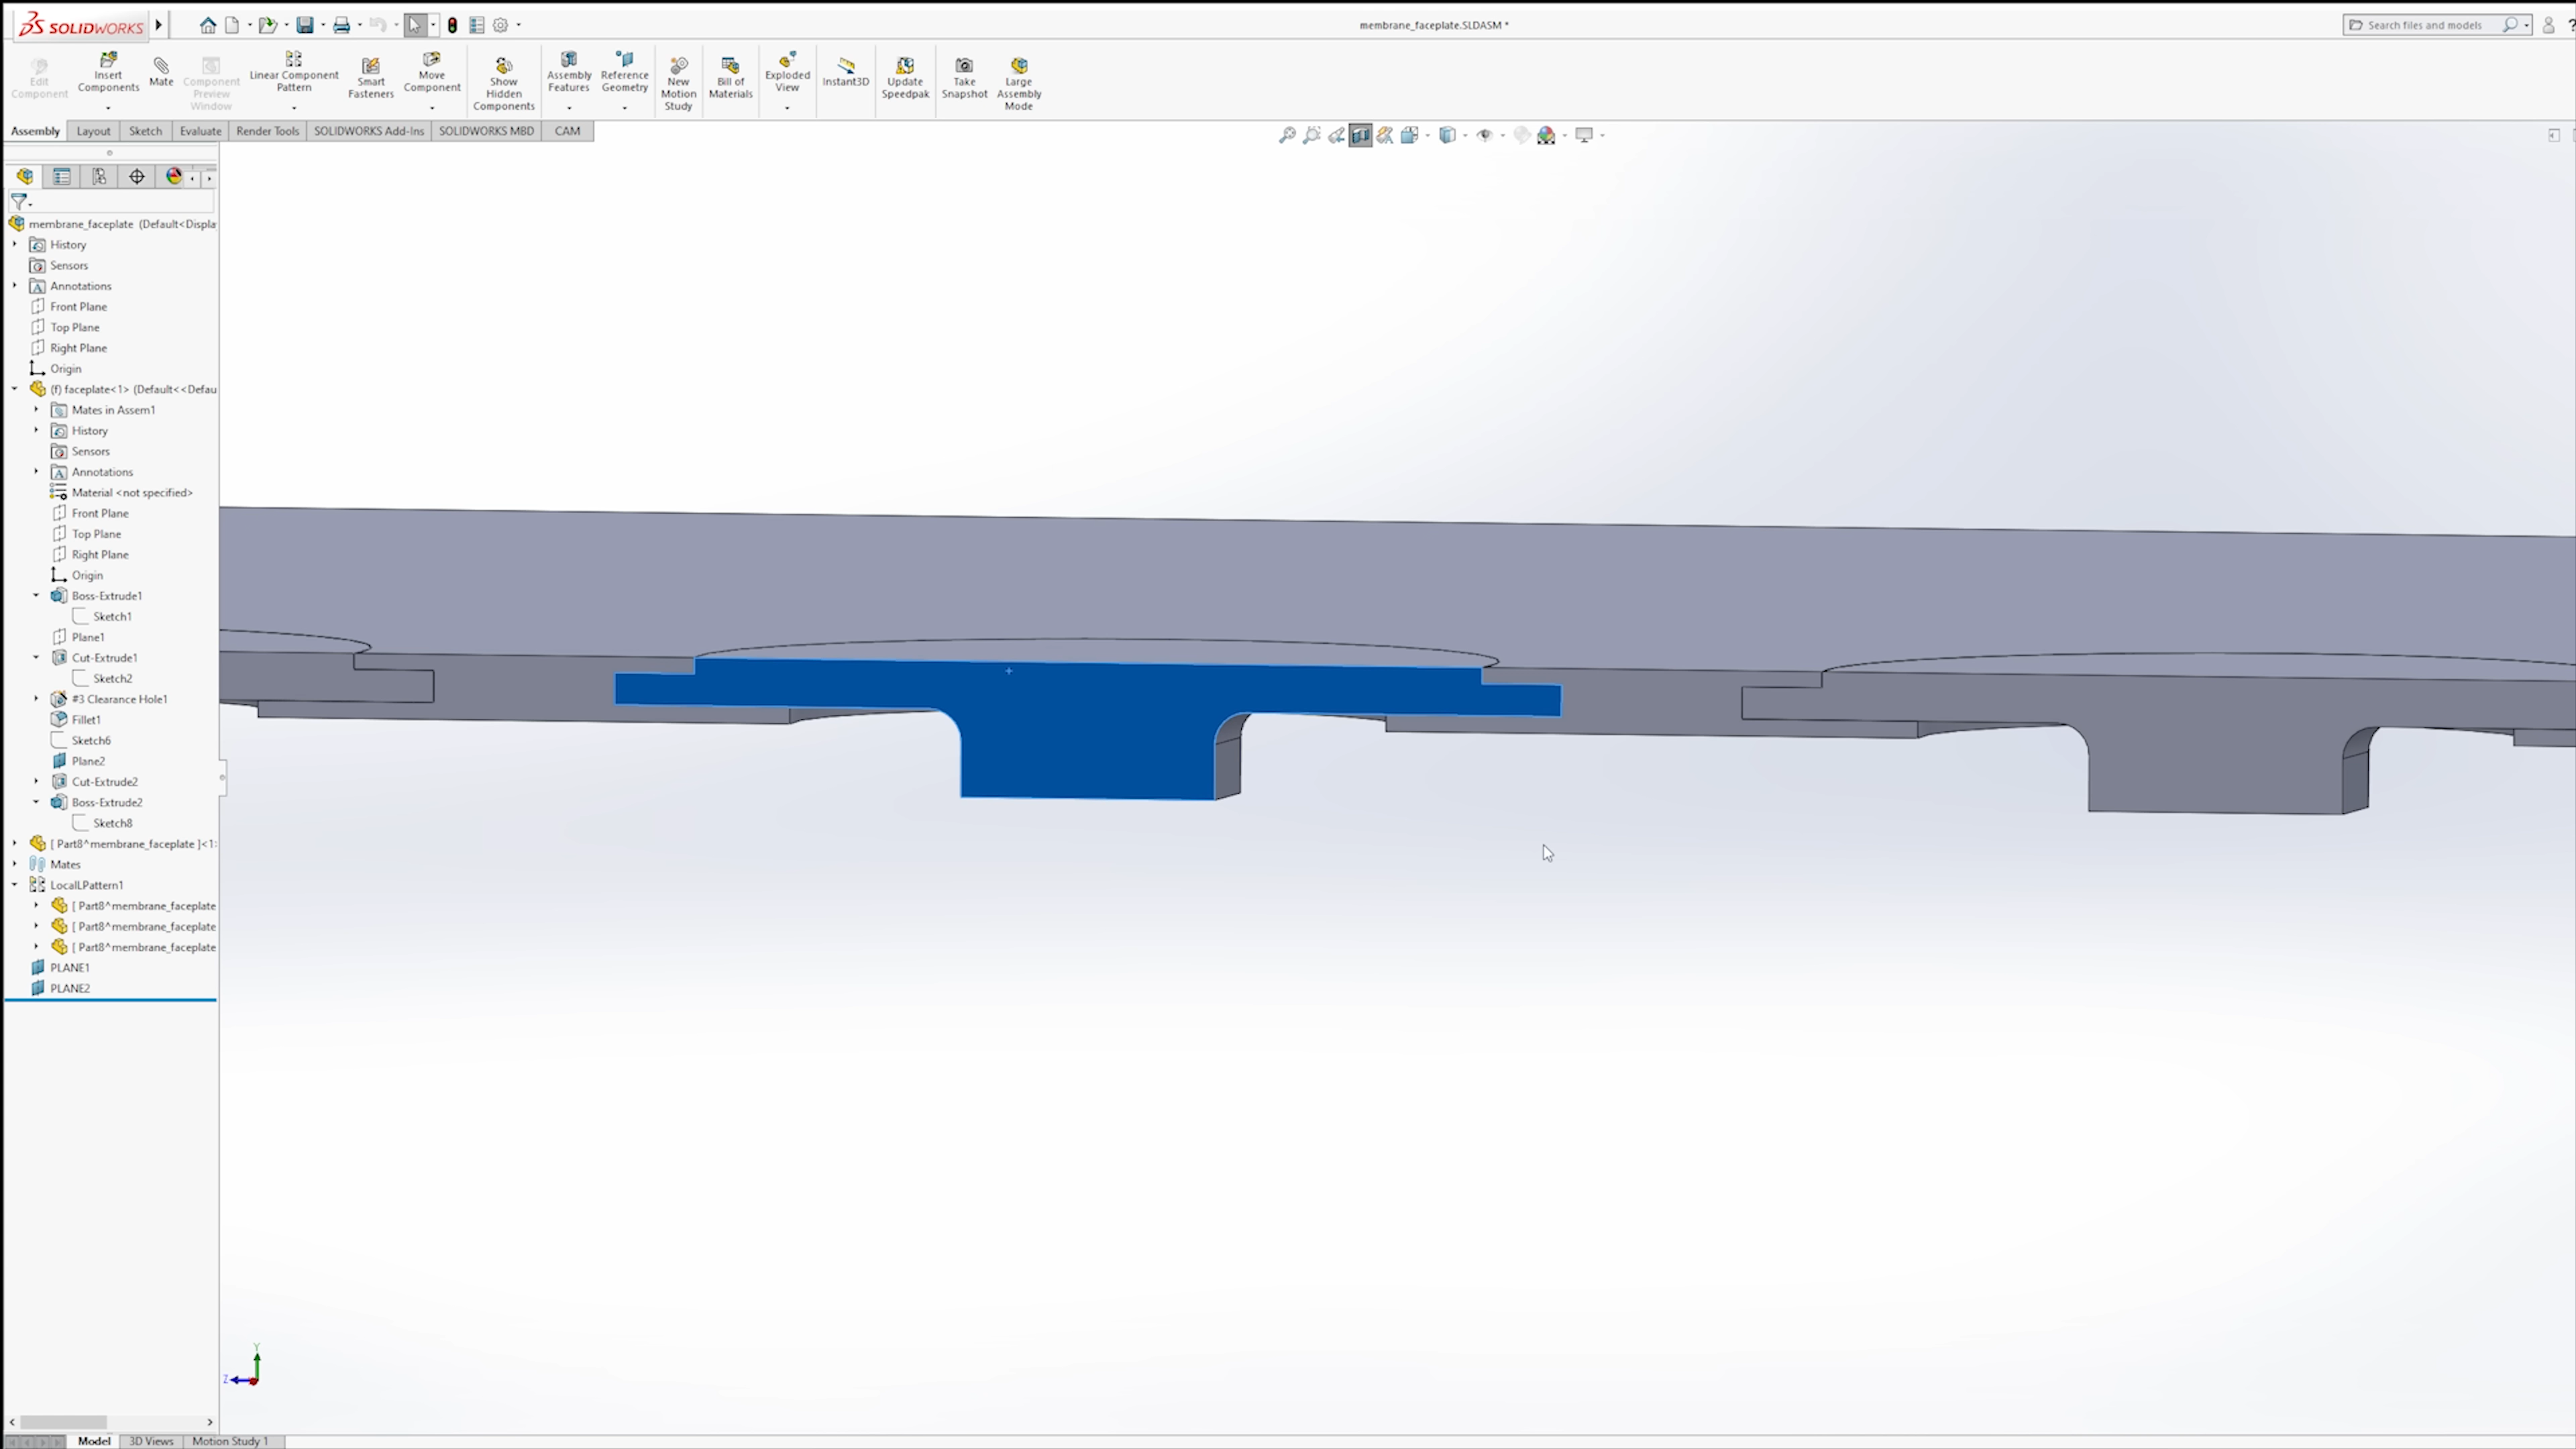 SOLIDWORKS
membrane_faceplate.SLDASM *
Search files and models
Edit Component
Insert Components
Mate
Component Preview Window
Linear Component Pattern
Smart Fasteners
Move Component
Show Hidden Components
Assembly Features
Reference Geometry
New Motion Study
Bill of Materials
Exploded View
Instant3D
Update Speedpak
Take Snapshot
Large Assembly Mode
Assembly Layout Sketch Evaluate Render Tools SOLIDWORKS Add-Ins SOLIDWORKS MBD CAM
membrane_faceplate (Default<Displa
History
Sensors
Annotations
Front Plane
Top Plane
Right Plane
Origin
(f) faceplate<1> (Default<<Defau
Mates in Assem1
History
Sensors
Annotations
Material <not specified>
Front Plane
Top Plane
Right Plane
Origin
Boss-Extrude1
Sketch1
Plane1
Cut-Extrude1
Sketch2
#3 Clearance Hole1
Fillet1
Sketch6
Plane2
Cut-Extrude2
Boss-Extrude2
Sketch8
[ Part8^membrane_faceplate ]<1>
Mates
LocalLPattern1
[ Part8^membrane_faceplate
[ Part8^membrane_faceplate
[ Part8^membrane_faceplate
PLANE1
PLANE2
Y
Z
Model 3D Views Motion Study 1